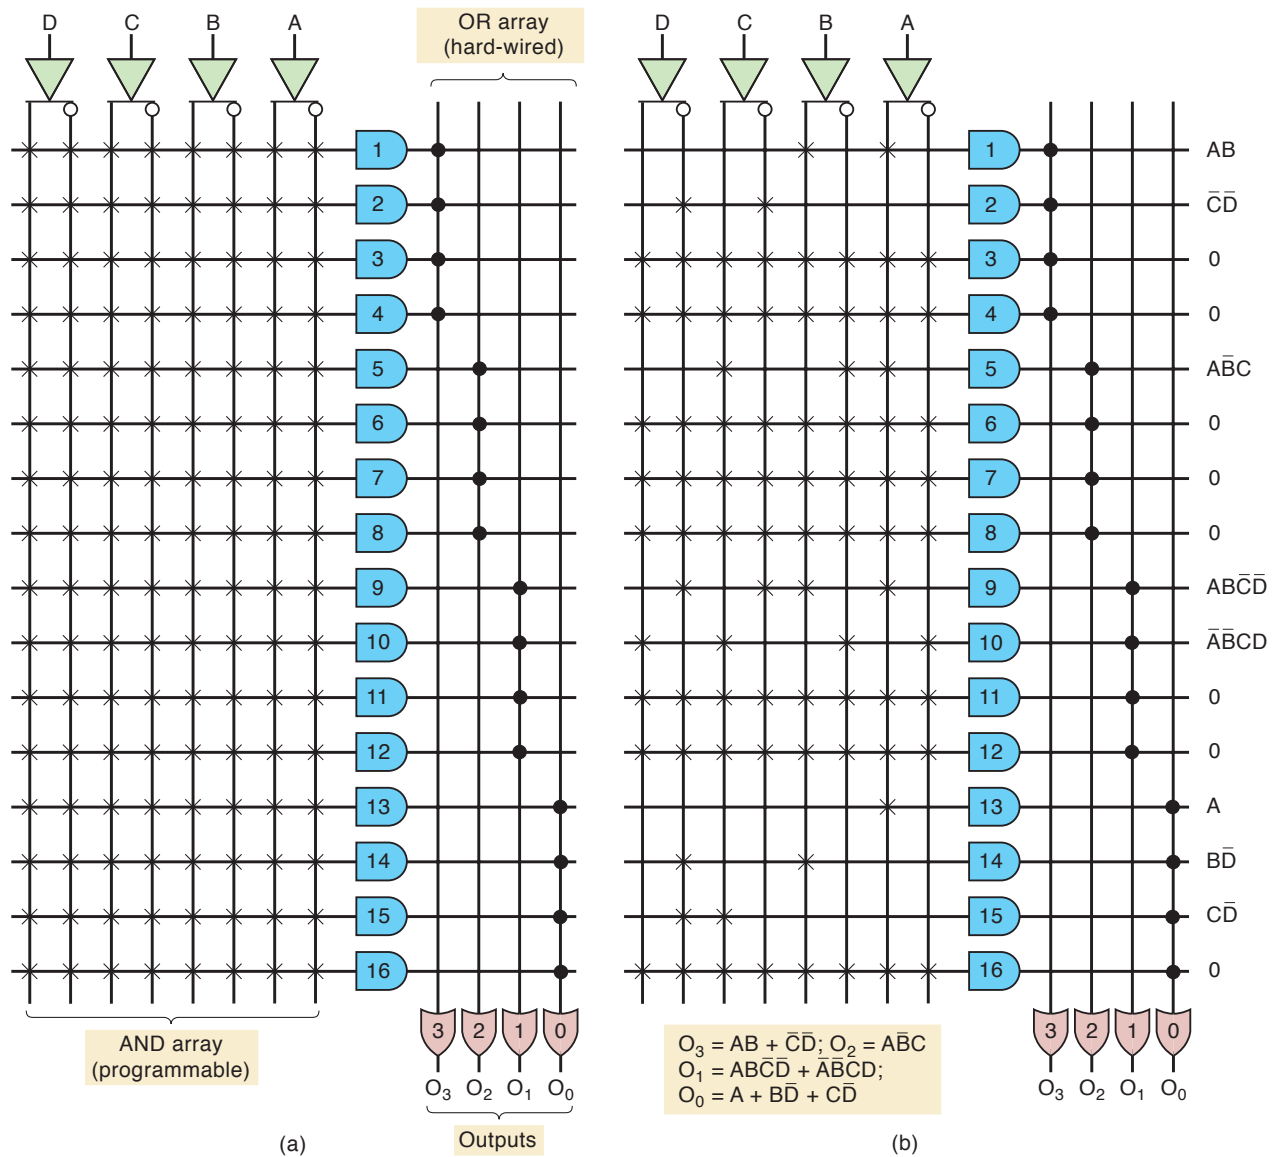 D C B A
OR array
(hard-wired)
1
2
3
4
5
6
7
8
9
10
11
12
13
14
15
16
3 2 1 0
O₃ O₂ O₁ O₀
AND array
(programmable)
Outputs
(a)
D C B A
1 AB
2 C̅D̅
3 0
4 0
5 AB̅C
6 0
7 0
8 0
9 ABC̅D̅
10 A̅B̅CD
11 0
12 0
13 A
14 BD̅
15 CD̅
16 0
3 2 1 0
O₃ O₂ O₁ O₀
O₃ = AB + C̅D̅; O₂ = AB̅C
O₁ = ABC̅D̅ + A̅B̅CD;
O₀ = A + BD̅ + CD̅
(b)